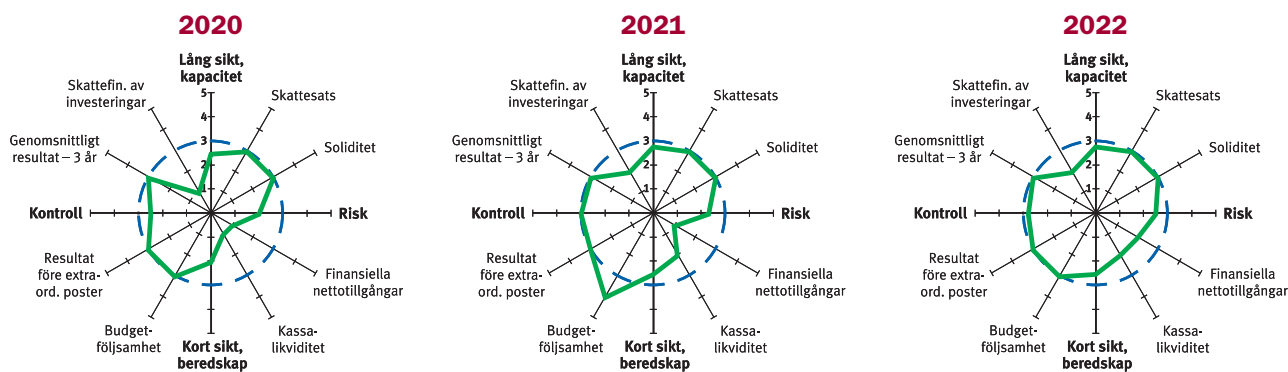 2020
Lång sikt,
kapacitet
Skattefin. av
investeringar
Skattesats
Genomsnittligt
resultat – 3 år
Soliditet
5
4
3
2
1
Kontroll
Risk
Resultat
före extra-
ord. poster
Finansiella
nettotillgångar
Budget-
följsamhet
Kassa-
likviditet
Kort sikt,
beredskap
2021
Lång sikt,
kapacitet
Skattefin. av
investeringar
Skattesats
Genomsnittligt
resultat – 3 år
Soliditet
5
4
3
2
1
Kontroll
Risk
Resultat
före extra-
ord. poster
Finansiella
nettotillgångar
Budget-
följsamhet
Kassa-
likviditet
Kort sikt,
beredskap
2022
Lång sikt,
kapacitet
Skattefin. av
investeringar
Skattesats
Genomsnittligt
resultat – 3 år
Soliditet
5
4
3
2
1
Kontroll
Risk
Resultat
före extra-
ord. poster
Finansiella
nettotillgångar
Budget-
följsamhet
Kassa-
likviditet
Kort sikt,
beredskap